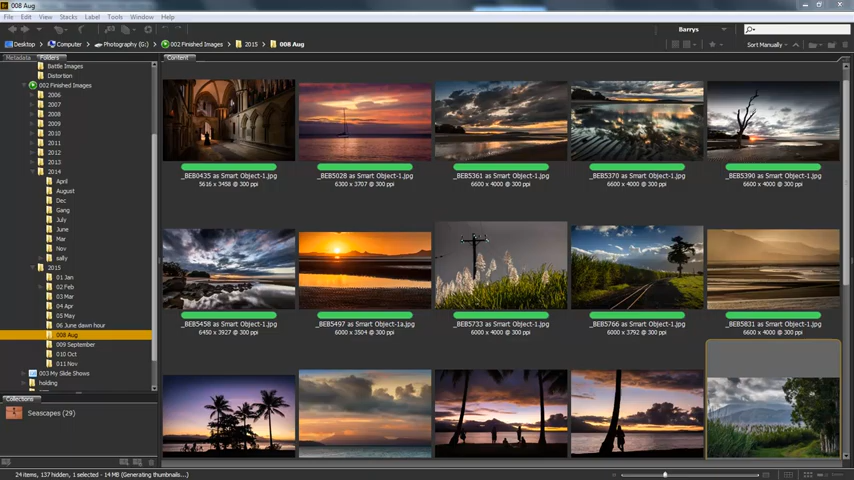 Br 008 Aug
File Edit View Stacks Label Tools Window Help
Barrys
Desktop Computer Photography (G:) 002 Finished Images 2015 008 Aug
Sort Manually
Metadata Folders
Content
Battle Images
Distortion
002 Finished Images
2006
2007
2008
2009
2010
2011
2012
2013
2014
April
August
Dec
Gang
July
June
Mar
Nov
sally
2015
01 Jan
02 Feb
03 Mar
04 Apr
05 May
06 June dawn hour
008 Aug
009 September
010 Oct
011 Nov
003 My Slide Shows
holding
Collections
Seascapes (29)
_BEB0435 as Smart Object-1.jpg
5616 x 3458 @ 300 ppi
_BEB5028 as Smart Object-1.jpg
6300 x 3707 @ 300 ppi
_BEB5361 as Smart Object-1.jpg
6600 x 4000 @ 300 ppi
_BEB5370 as Smart Object-1.jpg
6600 x 4000 @ 300 ppi
_BEB5390 as Smart Object-1.jpg
6600 x 4000 @ 300 ppi
_BEB5458 as Smart Object-1.jpg
6450 x 3927 @ 300 ppi
_BEB5497 as Smart Object-1a.jpg
6000 x 3504 @ 300 ppi
_BEB5733 as Smart Object-1.jpg
6600 x 4000 @ 300 ppi
_BEB5766 as Smart Object-1.jpg
6076 x 3792 @ 300 ppi
_BEB5831 as Smart Object-1.jpg
6600 x 4000 @ 300 ppi
24 items, 137 hidden, 1 selected - 14 MB (Generating thumbnails...)